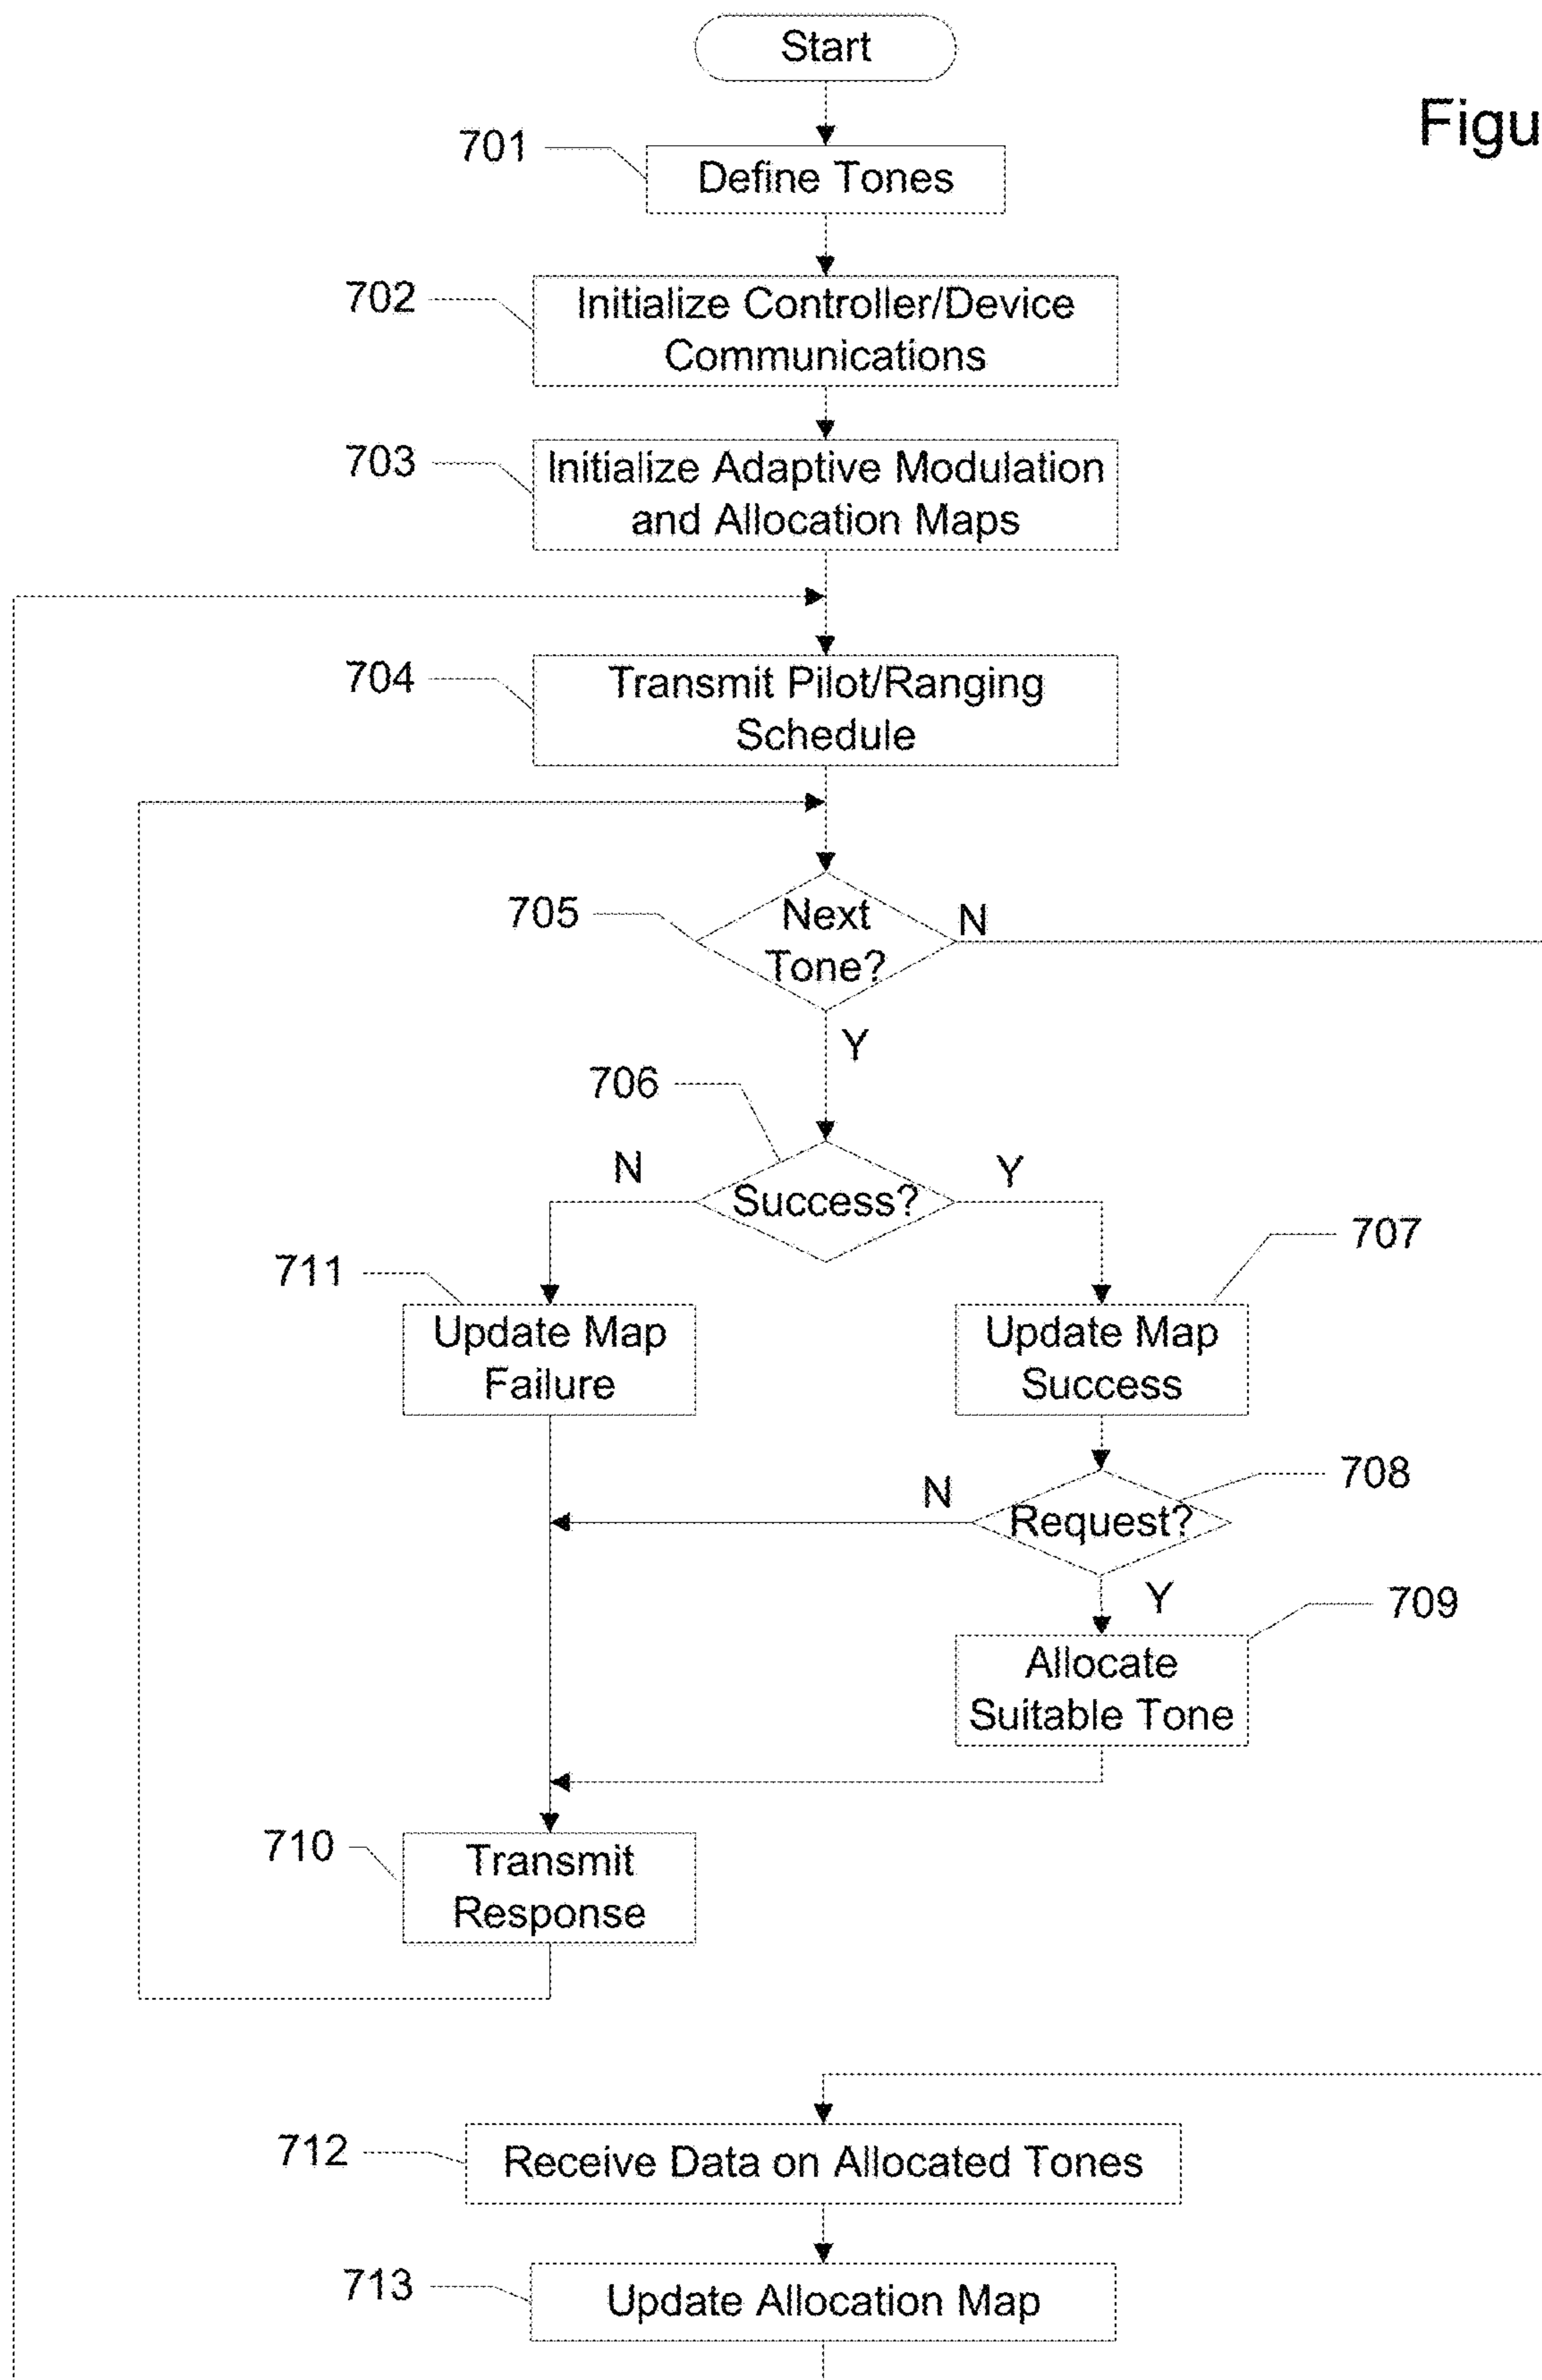 Start
Figu
701
Define Tones
702
Initialize Controller/Device
Communications
703
Initialize Adaptive Modulation
and Allocation Maps
704
Transmit Pilot/Ranging
Schedule
705
Next
Tone?
N
Y
706
N
Success?
Y
707
711
Update Map
Failure
Update Map
Success
708
N
Request?
Y
709
Allocate
Suitable Tone
710
Transmit
Response
712
Receive Data on Allocated Tones
713
Update Allocation Map